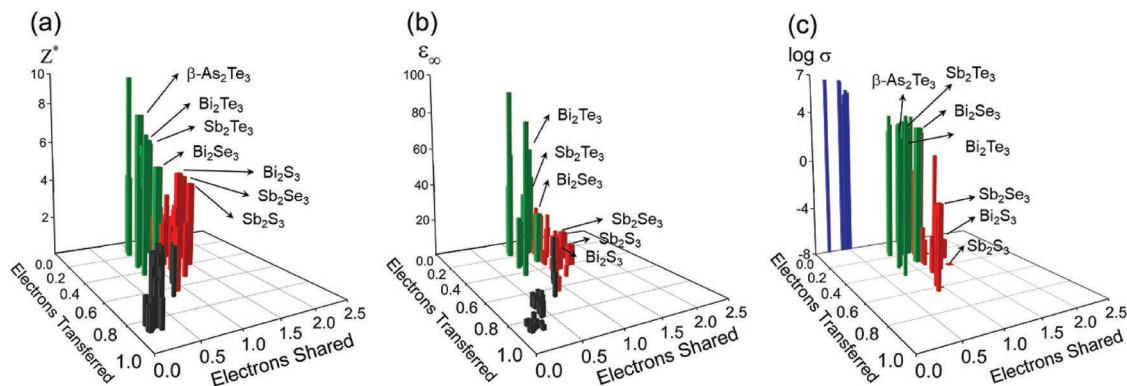 (a)
Z*
10
8
6
4
2
0.0
0.2
0.4
0.6
0.8
1.0
Electrons Transferred
0.0
0.5
1.0
1.5
2.0
2.5
Electrons Shared
β-As₂Te₃
Bi₂Te₃
Sb₂Te₃
Bi₂Se₃
Bi₂S₃
Sb₂Se₃
Sb₂S₃
(b)
ε∞
100
80
60
40
20
0
0.0
0.2
0.4
0.6
0.8
1.0
Electrons Transferred
0.0
0.5
1.0
1.5
2.0
2.5
Electrons Shared
Bi₂Te₃
Sb₂Te₃
Bi₂Se₃
Sb₂Se₃
Sb₂S₃
Bi₂S₃
(c)
log σ
7
4
0
-4
-8
0.0
0.2
0.4
0.6
0.8
1.0
Electrons Transferred
0.0
0.5
1.0
1.5
2.0
2.5
Electrons Shared
β-As₂Te₃
Sb₂Te₃
Bi₂Se₃
Bi₂Te₃
Sb₂Se₃
Bi₂S₃
Sb₂S₃